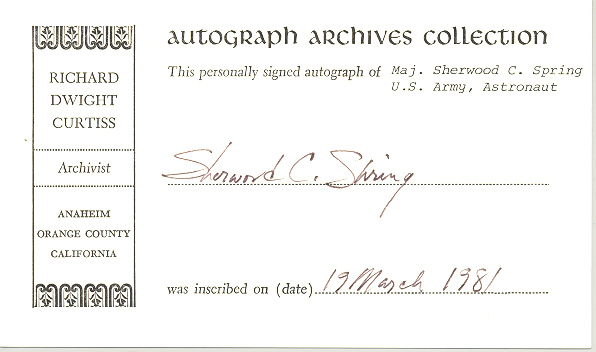 AUTOGRAPH ARCHIVES COLLECTION
This personally signed autograph of Maj. Sherwood C. Spring
U.S. Army, Astronaut
RICHARD
DWIGHT
CURTISS
Archivist
ANAHEIM
ORANGE COUNTY
CALIFORNIA
Sherwood C. Spring
was inscribed on (date) 19 March 1981